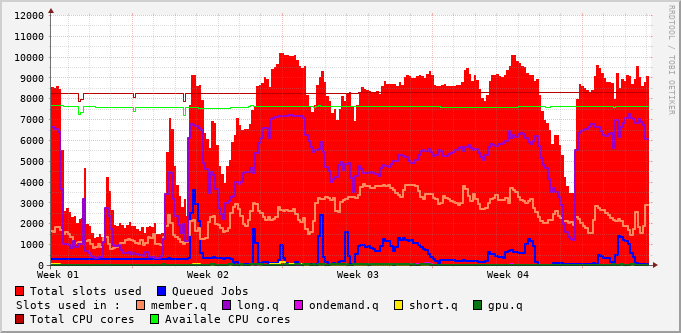 12000
11000
10000
9000
8000
7000
6000
5000
4000
3000
2000
1000
0
Week 01 Week 02 Week 03 Week 04
RRDTOOL / TOBI OETIKER
Total slots used Queued Jobs
Slots used in : member.q long.q ondemand.q short.q gpu.q
Total CPU cores Availale CPU cores